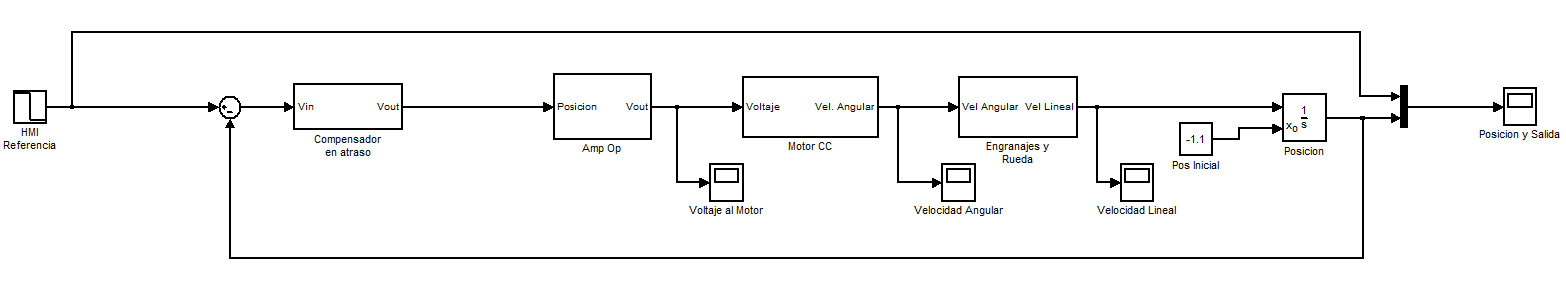 HMI
Referencia
+
-
Vin
Vout
Compensador
en atraso
Posicion
Vout
Amp Op
Voltaje al Motor
Voltaje
Vel. Angular
Motor CC
Velocidad Angular
Vel Angular
Vel Lineal
Engranajes y
Rueda
Velocidad Lineal
-1.1
Pos Inicial
1
s
xo
Posicion
Posicion y Salida